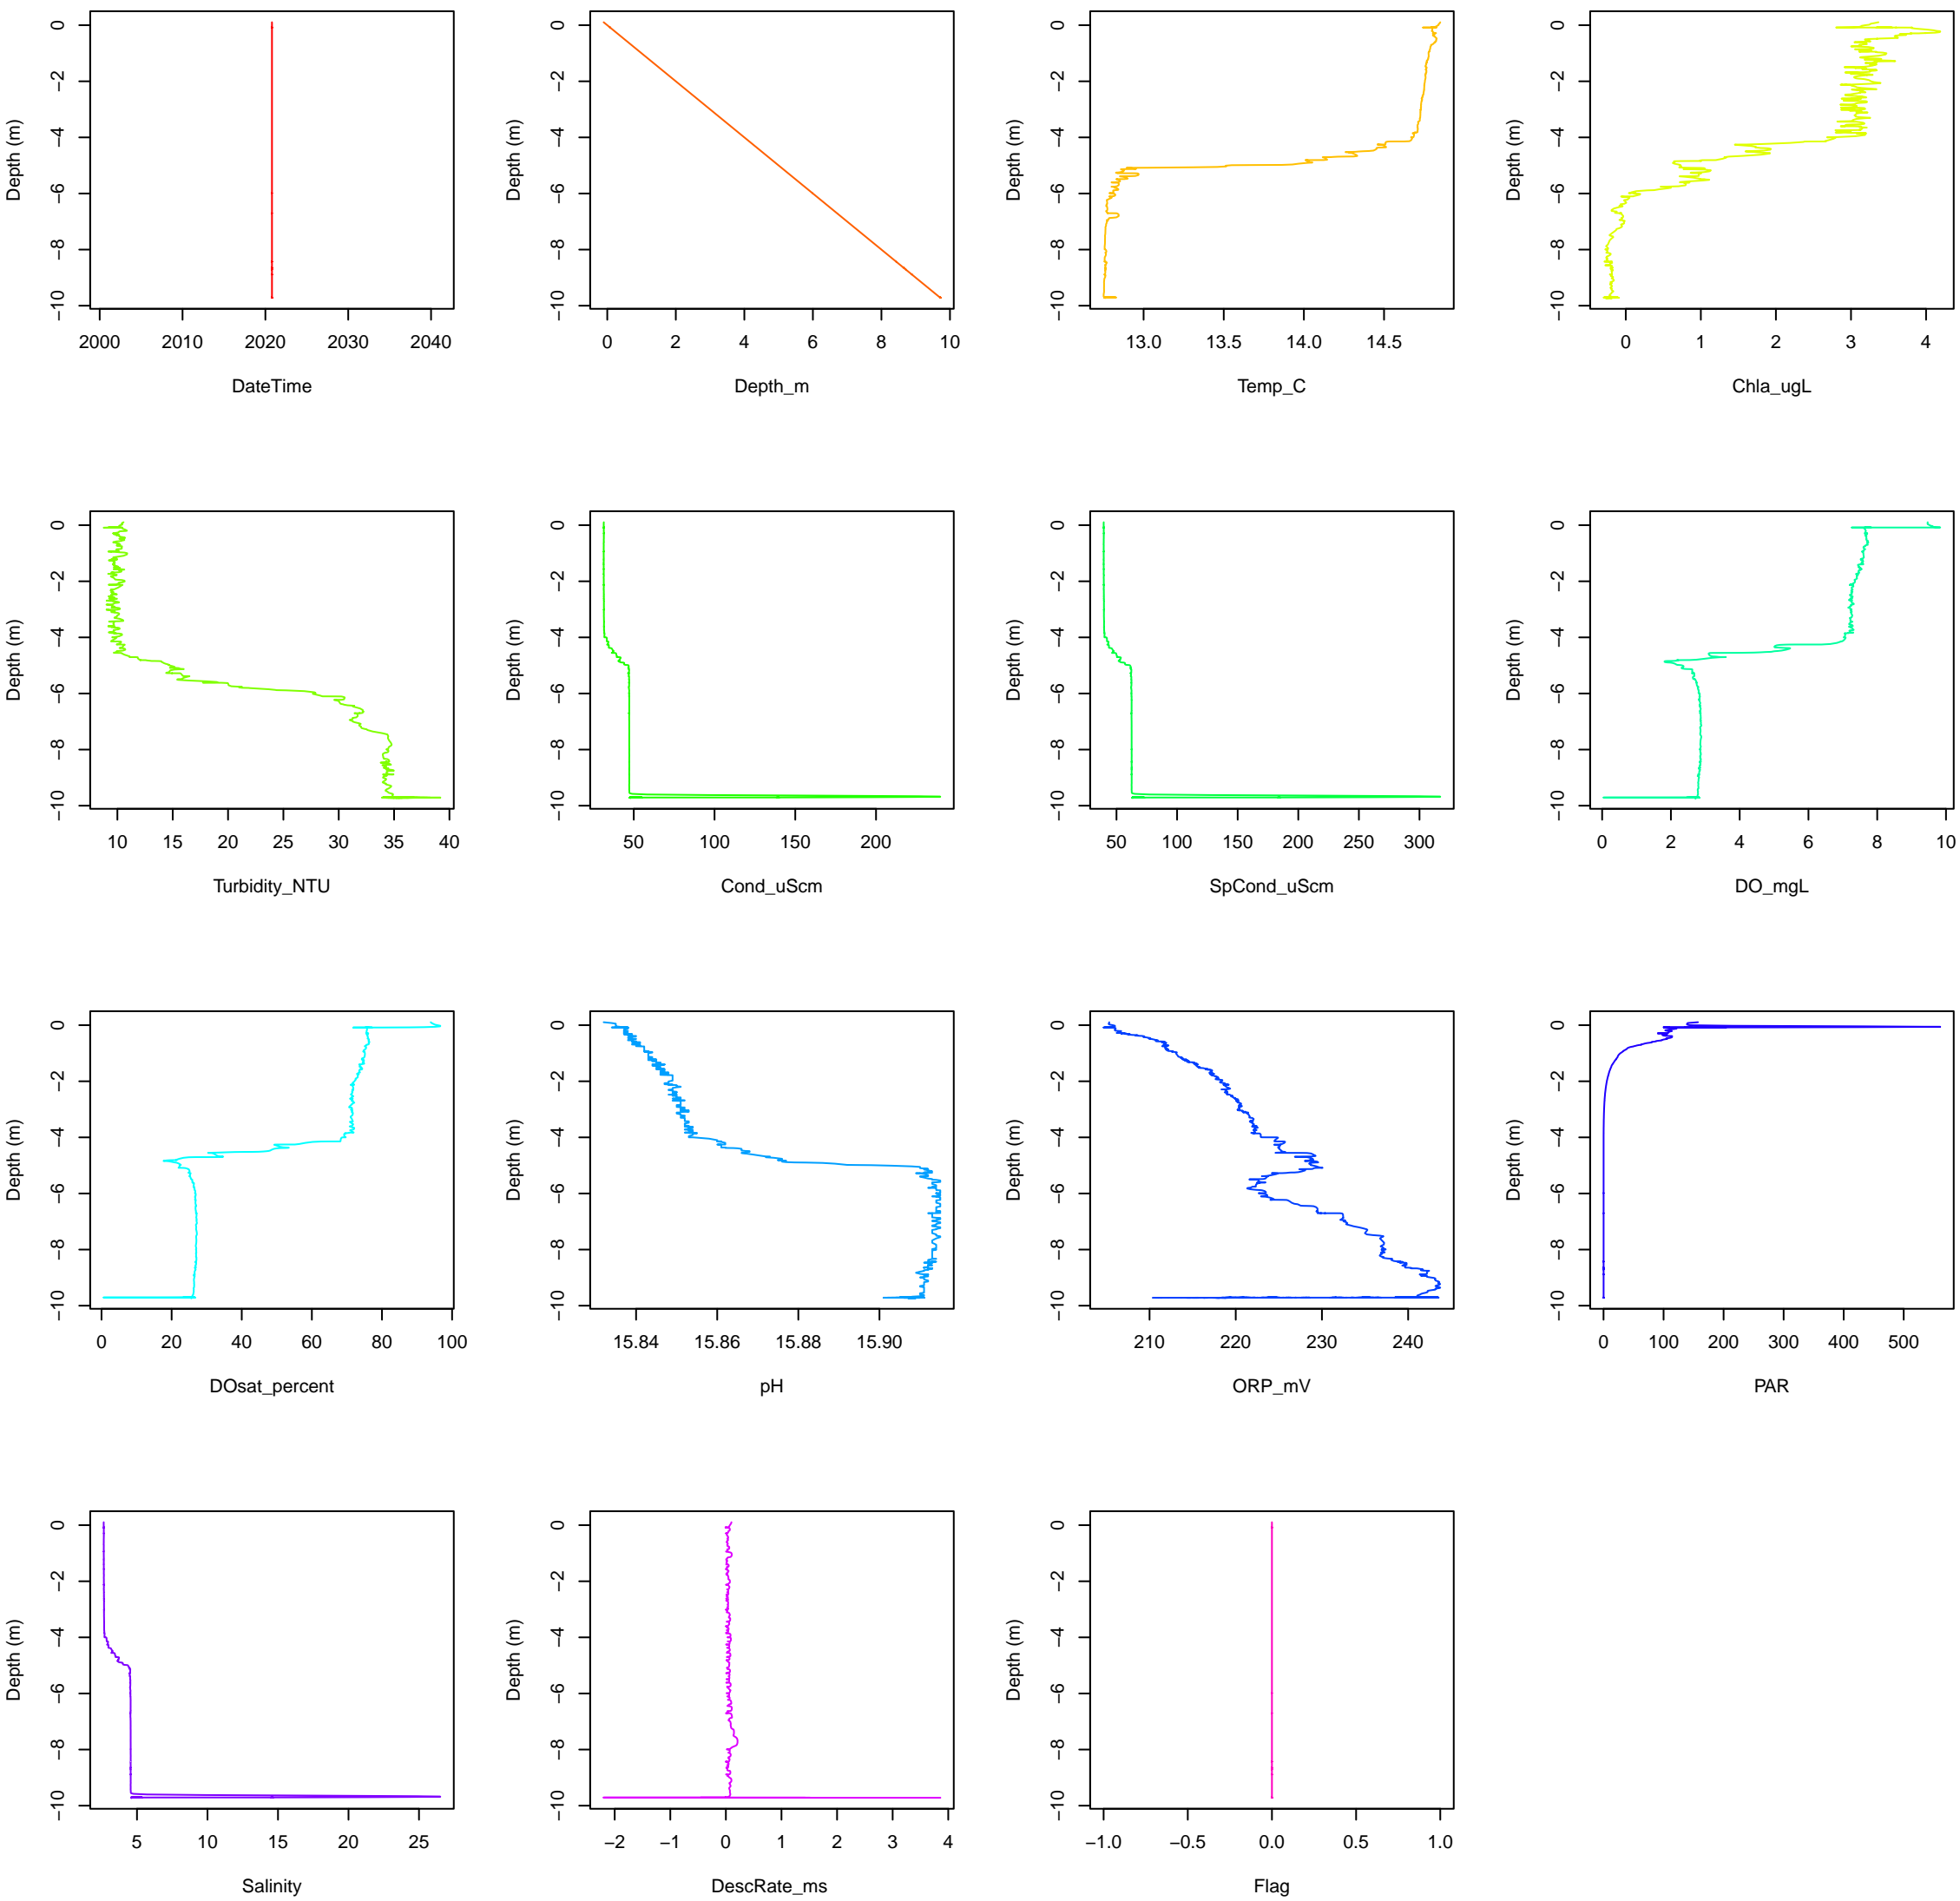 Depth (m)
0
−2
−4
−6
−8
−10
2000 2010 2020 2030 2040
DateTime
Depth (m)
0
−2
−4
−6
−8
−10
0 2 4 6 8 10
Depth_m
Depth (m)
0
−2
−4
−6
−8
−10
13.0 13.5 14.0 14.5
Temp_C
Depth (m)
0
−2
−4
−6
−8
−10
0 1 2 3 4
Chla_ugL
Depth (m)
0
−2
−4
−6
−8
−10
10 15 20 25 30 35 40
Turbidity_NTU
Depth (m)
0
−2
−4
−6
−8
−10
50 100 150 200
Cond_uScm
Depth (m)
0
−2
−4
−6
−8
−10
50 100 150 200 250 300
SpCond_uScm
Depth (m)
0
−2
−4
−6
−8
−10
0 2 4 6 8 10
DO_mgL
Depth (m)
0
−2
−4
−6
−8
−10
0 20 40 60 80 100
DOsat_percent
Depth (m)
0
−2
−4
−6
−8
−10
15.84 15.86 15.88 15.90
pH
Depth (m)
0
−2
−4
−6
−8
−10
210 220 230 240
ORP_mV
Depth (m)
0
−2
−4
−6
−8
−10
0 100 200 300 400 500
PAR
Depth (m)
0
−2
−4
−6
−8
−10
5 10 15 20 25
Salinity
Depth (m)
0
−2
−4
−6
−8
−10
−2 −1 0 1 2 3 4
DescRate_ms
Depth (m)
0
−2
−4
−6
−8
−10
−1.0 −0.5 0.0 0.5 1.0
Flag